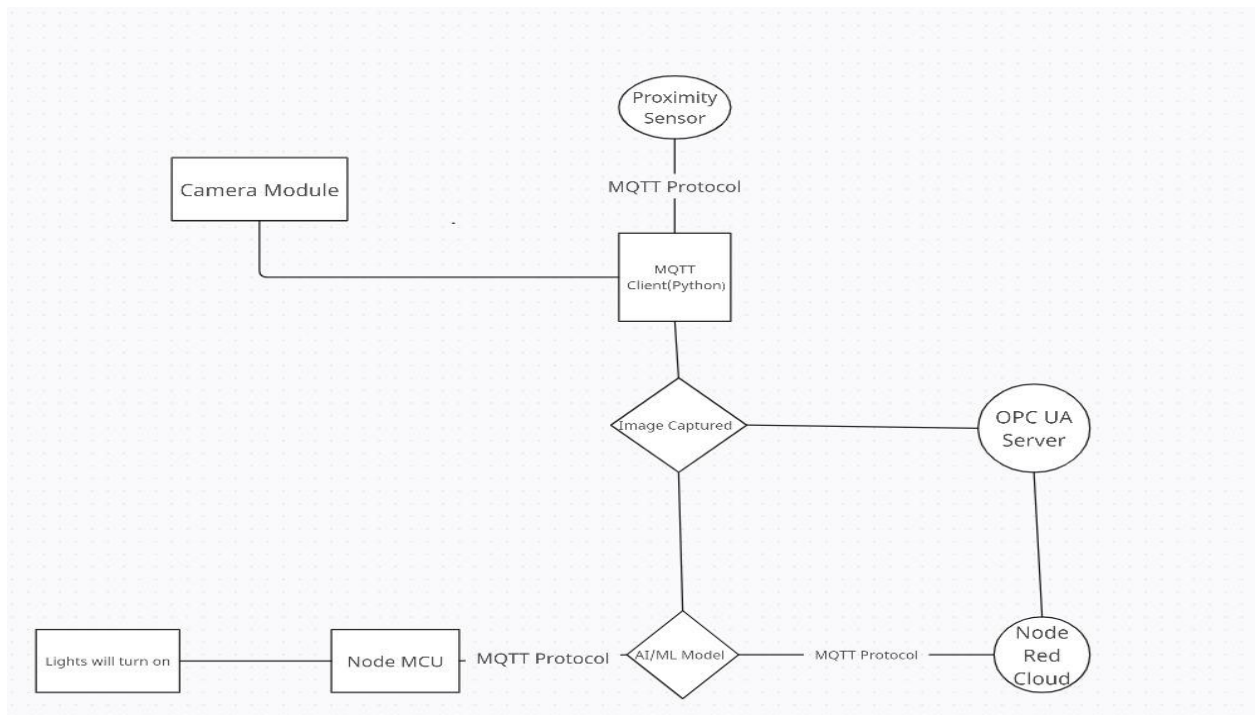 Proximity
Sensor
Camera Module
MQTT Protocol
MQTT
Client(Python)
Image Captured
OPC UA
Server
Lights will turn on
Node MCU
MQTT Protocol
AI/ML Model
MQTT Protocol
Node
Red
Cloud